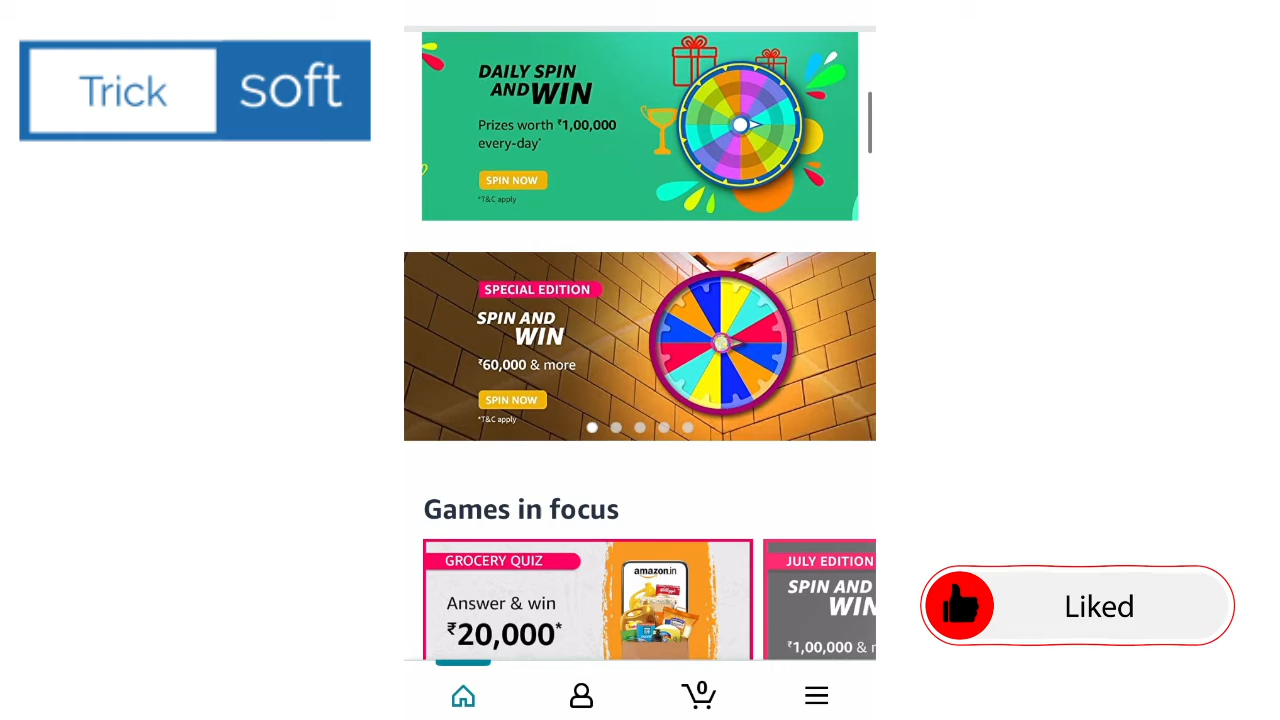 Trick soft
DAILY SPIN
AND WIN
Prizes worth ₹1,00,000
every-day*
SPIN NOW
*T&C apply
SPECIAL EDITION
SPIN AND
WIN
₹60,000 & more
SPIN NOW
*T&C apply
Games in focus
GROCERY QUIZ
amazon.in
Answer & win
₹20,000*
JULY EDITION
SPIN AND
WIN
₹1,00,000 &
0
Liked